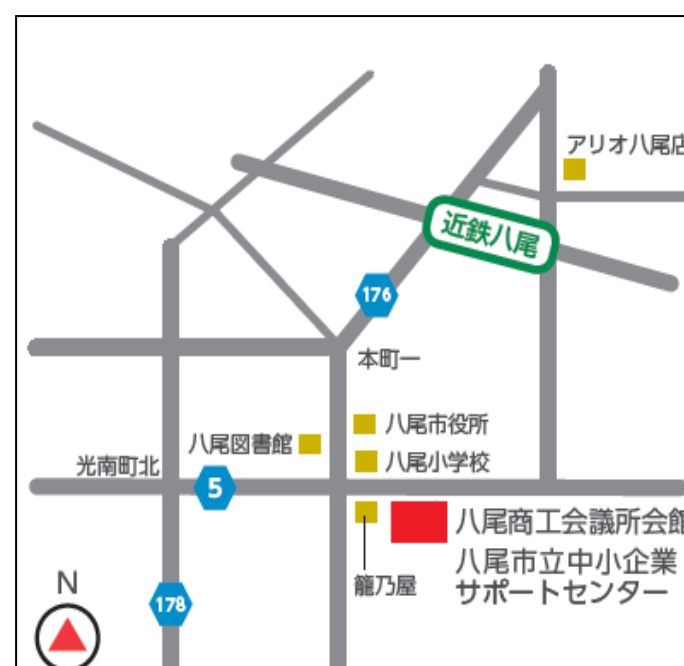 アリオ八尾店
近鉄八尾
176
本町一
八尾市役所
八尾図書館
八尾小学校
光南町北
5
八尾商工会議所会館
八尾市立中小企業
サポートセンター
籠乃屋
N
178